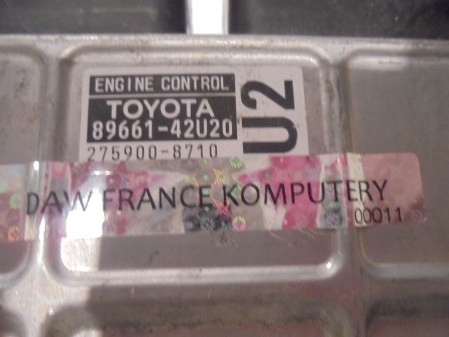 ENGINE CONTROL
TOYOTA
89661-42U20
275900-8710
U2
DAW FRANCE KOMPUTERY
00011